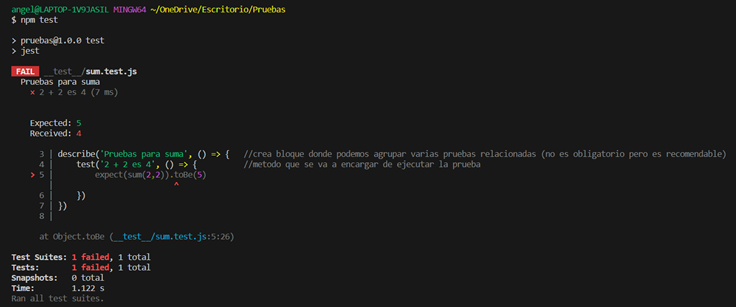 angel@LAPTOP-1V9JASIL MINGW64 ~/OneDrive/Escritorio/Pruebas
$ npm test
> pruebas@1.0.0 test
> jest
FAIL __test__/sum.test.js
Pruebas para suma
× 2 + 2 es 4 (7 ms)
Expected: 5
Received: 4
3 | describe('Pruebas para suma', () => { //crea bloque donde podemos agrupar varias pruebas relacionadas (no es obligatorio pero es recomendable)
4 | test('2 + 2 es 4', () => { //metodo que se va a encargar de ejecutar la prueba
> 5 | expect(sum(2,2)).toBe(5)
| ^
6 | })
7 | })
8 |
at Object.toBe (__test__/sum.test.js:5:26)
Test Suites: 1 failed, 1 total
Tests: 1 failed, 1 total
Snapshots: 0 total
Time: 1.122 s
Ran all test suites.